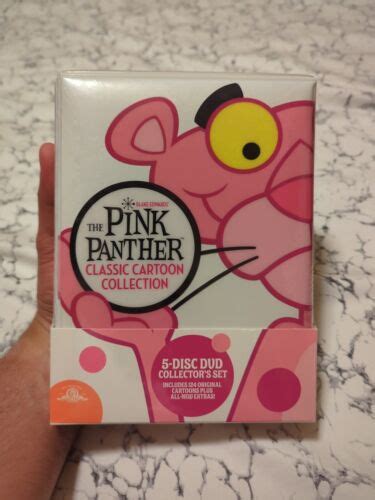 BLAKE EDWARDS'
THE PINK
PANTHER
CLASSIC CARTOON
COLLECTION
5-DISC DVD
COLLECTOR'S SET
INCLUDES 124 ORIGINAL
CARTOONS PLUS
ALL-NEW EXTRAS!